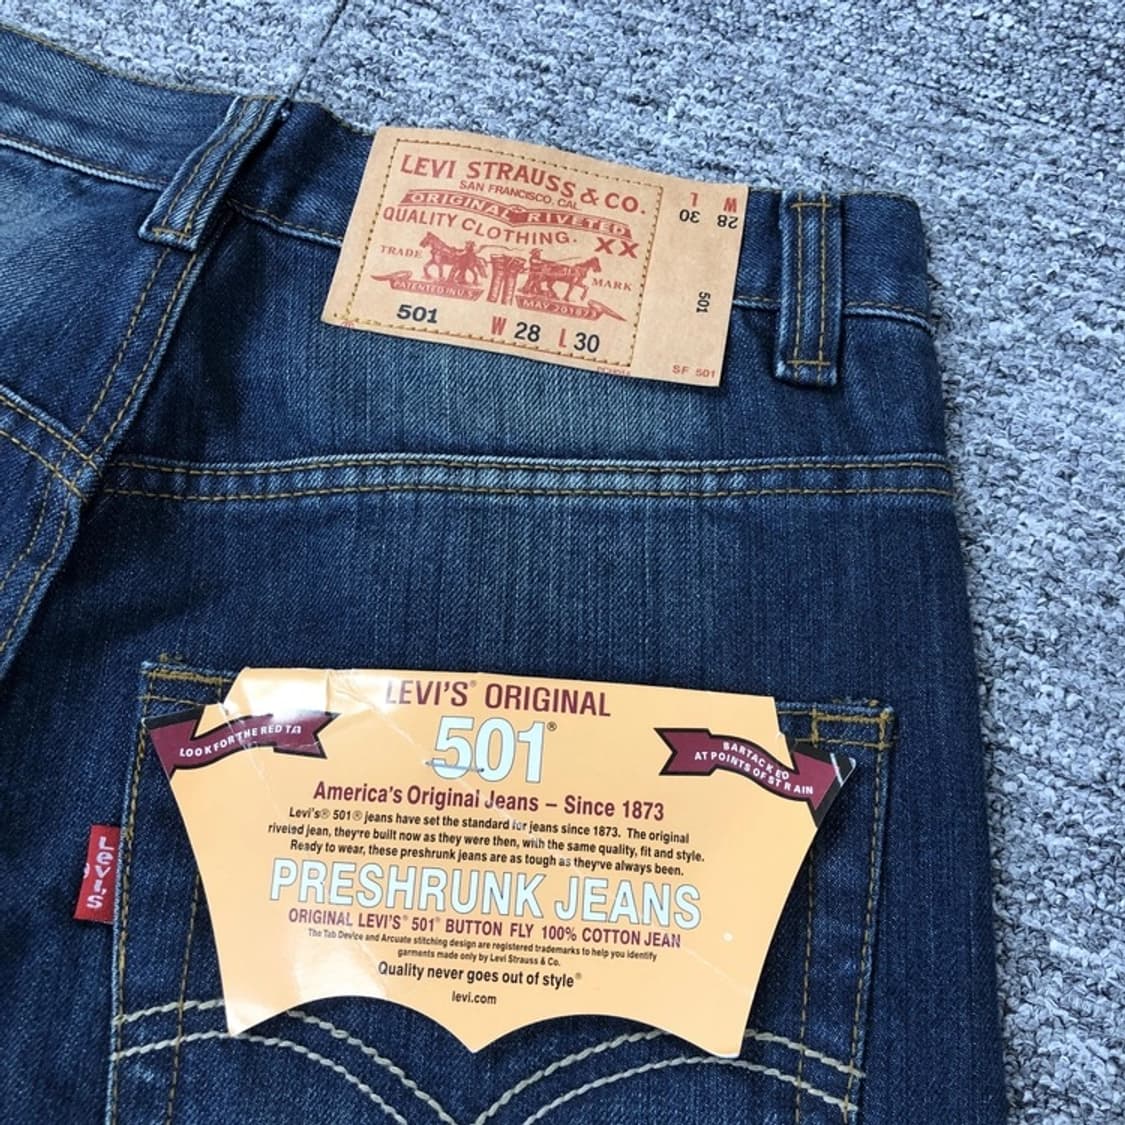 LEVI STRAUSS & CO.
SAN FRANCISCO, CAL
ORIGINAL RIVETED
QUALITY CLOTHING.
XX
TRADE
MARK
PATENTED IN U.S.
MAY 20 1873
501
W 28 L 30
W L
28 30
501
SF 501
LEVI'S® ORIGINAL
501®
LOOK FOR THE RED TA
BARTACKED
AT POINTS OF STRAIN
America's Original Jeans – Since 1873
Levi's® 501® jeans have set the standard for jeans since 1873. The original
riveted jean, they're built now as they were then, with the same quality, fit and style.
Ready to wear, these preshrunk jeans are as tough as they've always been.
PRESHRUNK JEANS
ORIGINAL LEVI'S® 501® BUTTON FLY 100% COTTON JEAN
The Tab Device and Arcuate stitching design are registered trademarks to help you identify
garments made only by Levi Strauss & Co.
Quality never goes out of style®
levi.com
Levi's